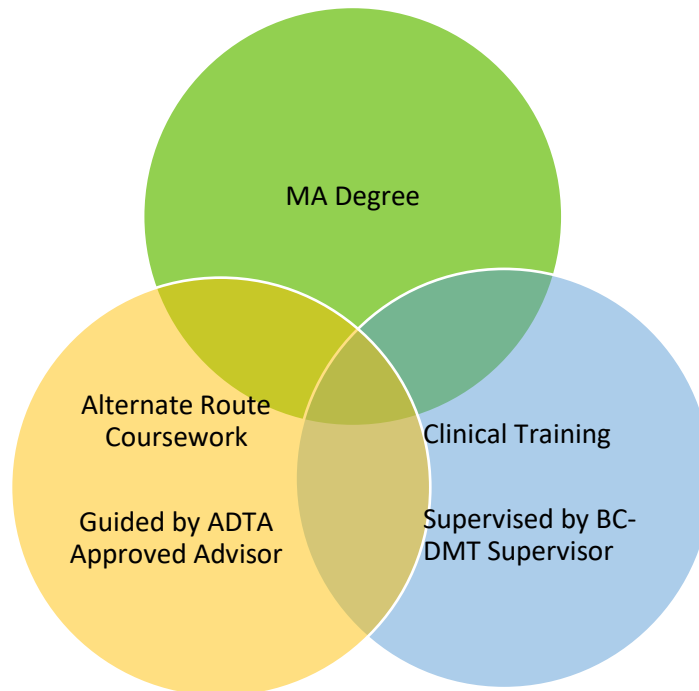 MA Degree
Alternate Route
Coursework
Guided by ADTA
Approved Advisor
Clinical Training
Supervised by BC-
DMT Supervisor